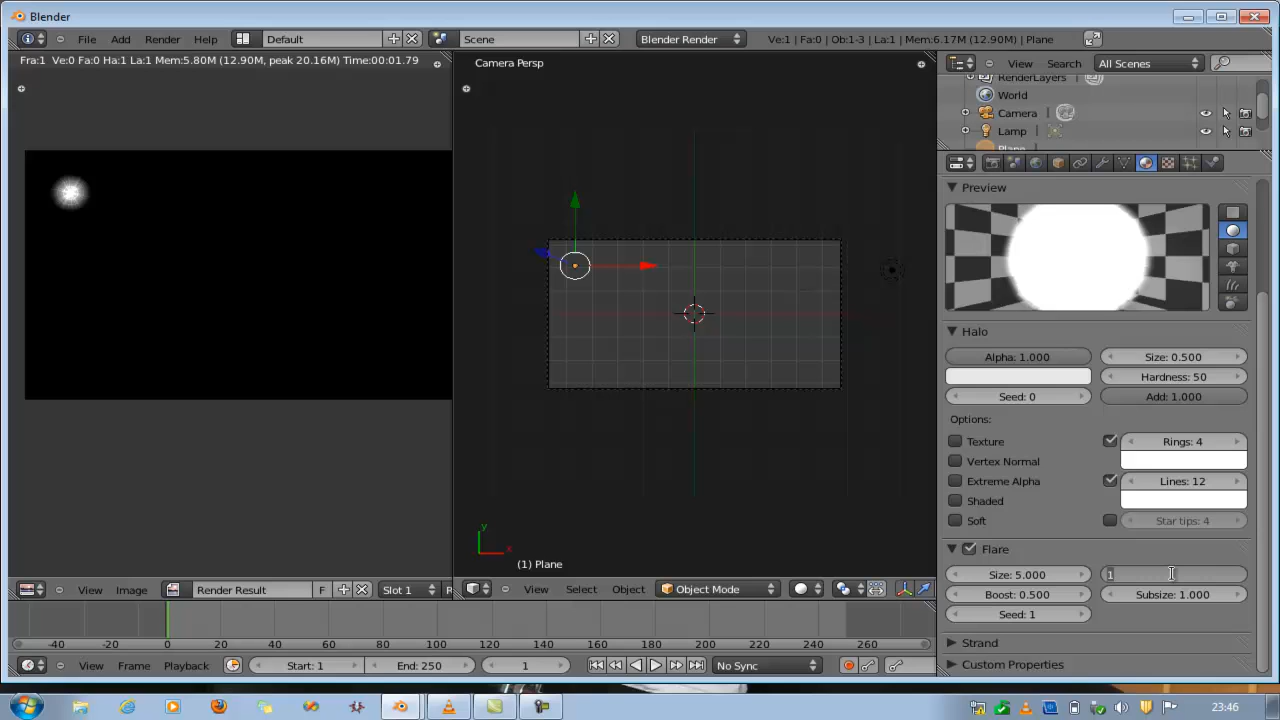 Blender
File Add Render Help Default Scene Blender Render Ve:1 | Fa:0 | Ob:1-3 | La:1 | Mem:6.17M (12.90M) | Plane
Fra:1 Ve:0 Fa:0 Ha:1 La:1 Mem:5.80M (12.90M, peak 20.16M) Time:00:01.79
Camera Persp
View Search All Scenes
RenderLayers
World
Camera
Lamp
Plane
Preview
Halo
Alpha: 1.000 Size: 0.500
Hardness: 50
Seed: 0 Add: 1.000
Options:
Texture Rings: 4
Vertex Normal
Extreme Alpha Lines: 12
Shaded
Soft Star tips: 4
Flare
Size: 5.000 1
Boost: 0.500 Subsize: 1.000
Seed: 1
Strand
Custom Properties
y
x
(1) Plane
View Image Render Result F Slot 1 R
View Select Object Object Mode
-40 -20 0 20 40 60 80 100 120 140 160 180 200 220 240 260
View Frame Playback Start: 1 End: 250 1 No Sync
23:46